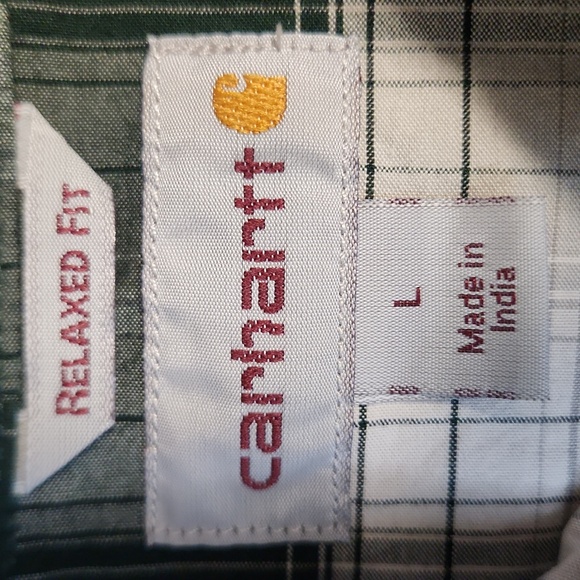 RELAXED FIT
carhartt
L
Made in
India